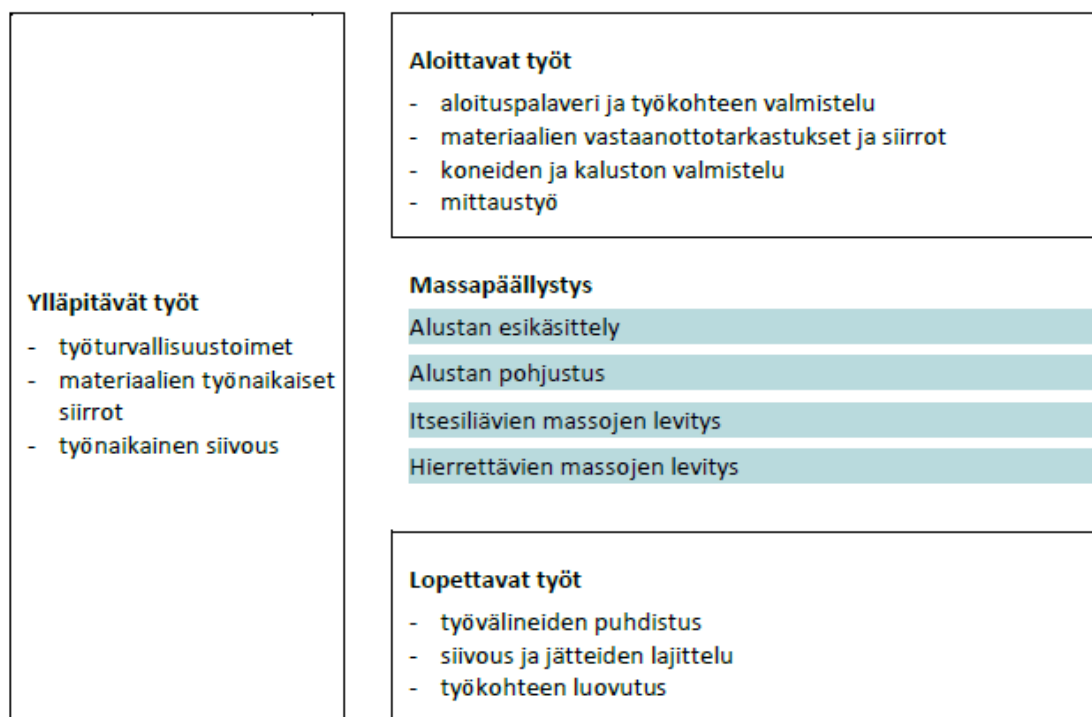 Ylläpitävät työt
- työturvallisuustoimet
- materiaalien työnaikaiset
siirrot
- työnaikainen siivous
Aloittavat työt
- aloituspalaveri ja työkohteen valmistelu
- materiaalien vastaanottotarkastukset ja siirrot
- koneiden ja kaluston valmistelu
- mittaustyö
Massapäällystys
Alustan esikäsittely
Alustan pohjustus
Itsesiliävien massojen levitys
Hierrettävien massojen levitys
Lopettavat työt
- työvälineiden puhdistus
- siivous ja jätteiden lajittelu
- työkohteen luovutus